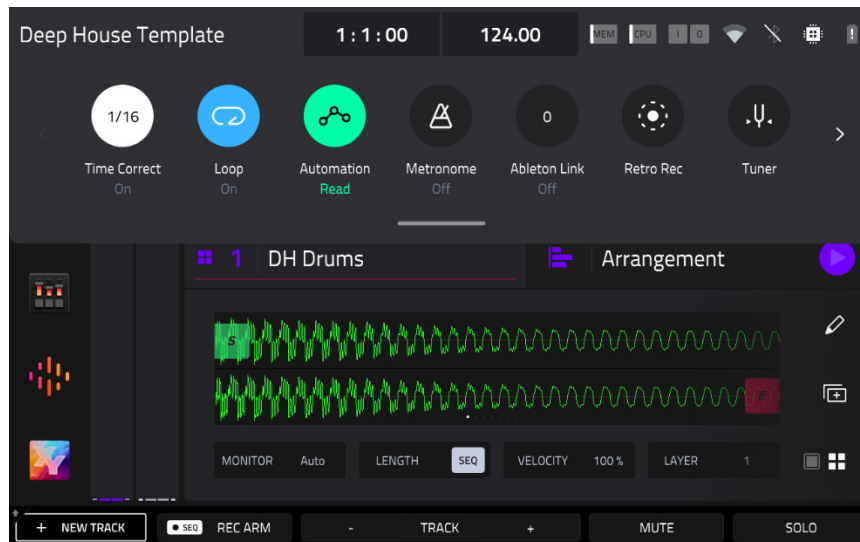 Deep House Template 1:1:00 124.00 MEM CPU I O
1/16 0
Time Correct Loop Automation Metronome Ableton Link Retro Rec Tuner
On On Read Off Off
1 DH Drums Arrangement
S
E
MONITOR Auto LENGTH SEQ VELOCITY 100 % LAYER 1
+ NEW TRACK SEQ REC ARM - TRACK + MUTE SOLO